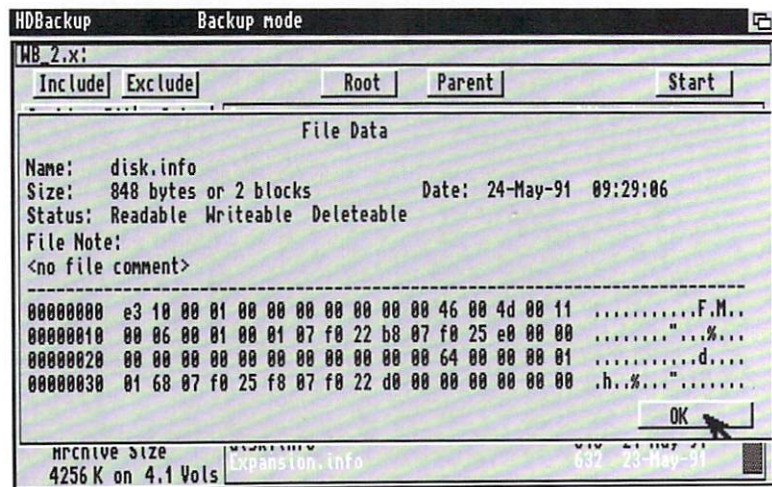 HDBackup Backup mode
WB_2.x:
Include Exclude Root Parent Start
File Data
Name: disk.info
Size: 848 bytes or 2 blocks Date: 24-May-91 09:29:06
Status: Readable Writeable Deleteable
File Note:
<no file comment>
--------------------------------------------------------------------------
00000000 e3 10 00 01 00 00 00 00 00 00 00 46 00 4d 00 11 ...........F.M..
00000010 00 06 00 01 00 01 07 f0 22 b8 07 f0 25 e0 00 00 ........"...%...
00000020 00 00 00 00 00 00 00 00 00 00 00 64 00 00 00 01 ...........d....
00000030 01 68 07 f0 25 f8 07 f0 22 d0 00 00 00 00 00 00 .h..%...".......
OK
Archive Size
Expansion.info 632 23-May-91
4256 K on 4.1 Vols